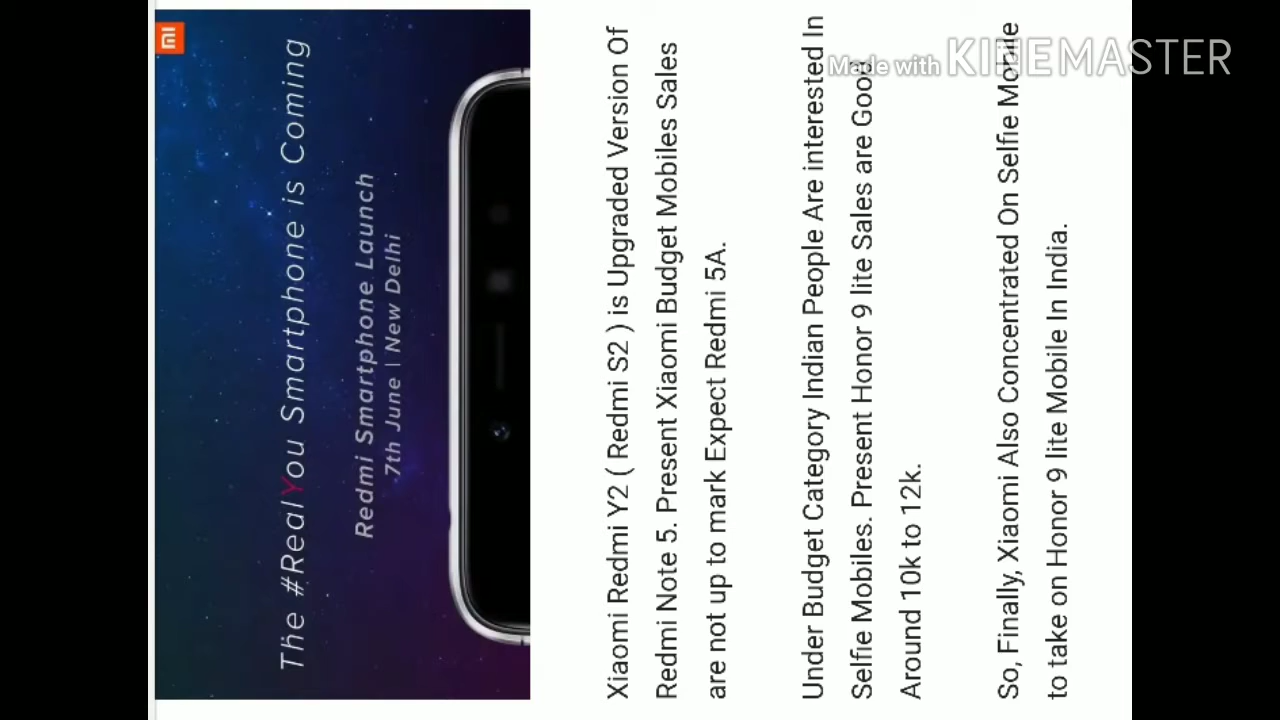 mi
The #RealYou Smartphone is Coming
Redmi Smartphone Launch
7th June | New Delhi
Xiaomi Redmi Y2 ( Redmi S2 ) is Upgraded Version Of
Redmi Note 5. Present Xiaomi Budget Mobiles Sales
are not up to mark Expect Redmi 5A.
Under Budget Category Indian People Are interested In
Selfie Mobiles. Present Honor 9 lite Sales are Good
Around 10k to 12k.
So, Finally, Xiaomi Also Concentrated On Selfie Mobile
to take on Honor 9 lite Mobile In India.
Made with KINEMASTER